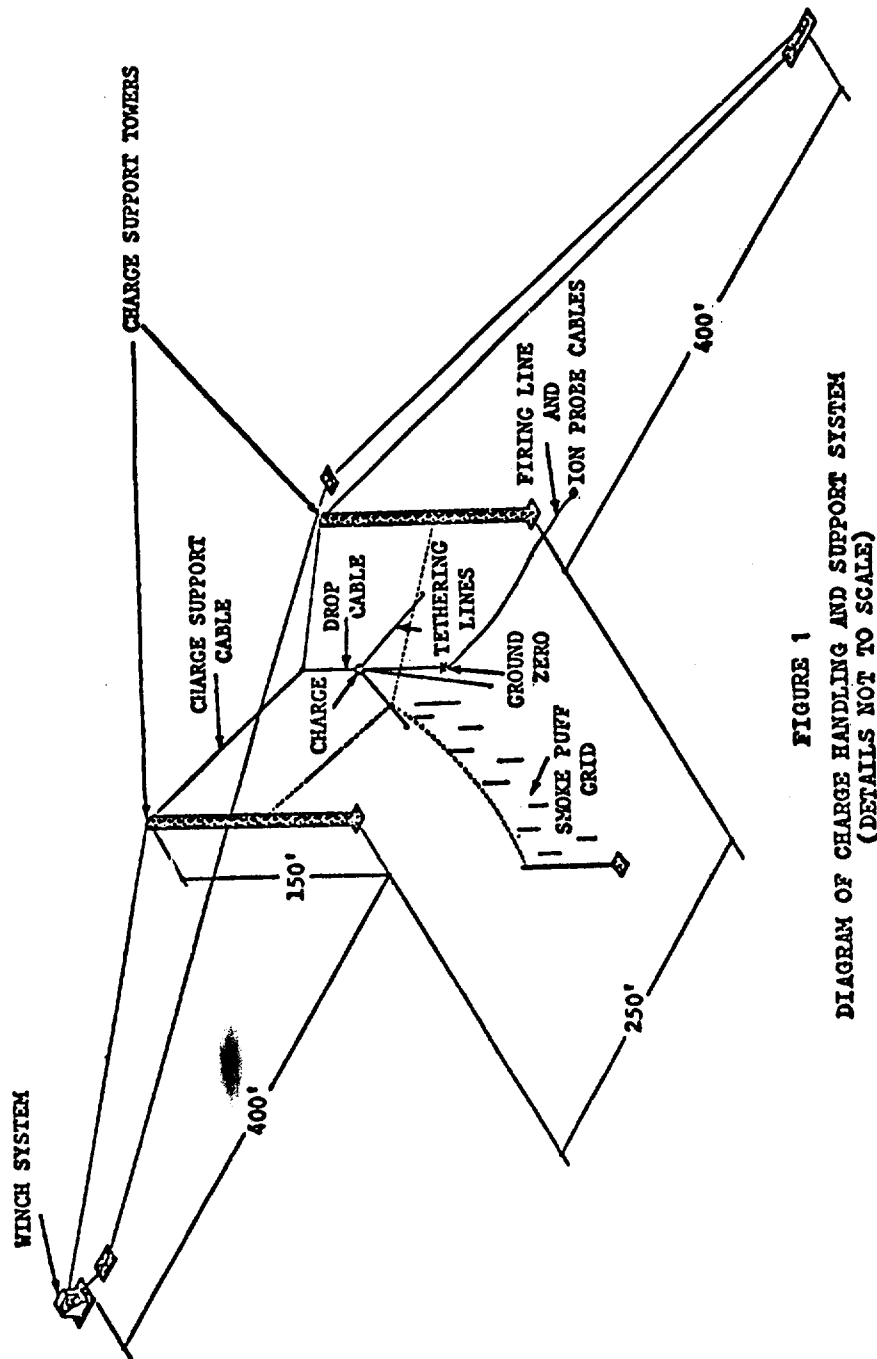 WINCH SYSTEM
CHARGE SUPPORT TOWERS
CHARGE SUPPORT
CABLE
CHARGE
DROP
CABLE
TETHERING
LINES
GROUND
ZERO
FIRING LINE
AND
ION PROBE CABLES
SMOKE PUFF
GRID
150'
400'
250'
400'
FIGURE 1
DIAGRAM OF CHARGE HANDLING AND SUPPORT SYSTEM
(DETAILS NOT TO SCALE)